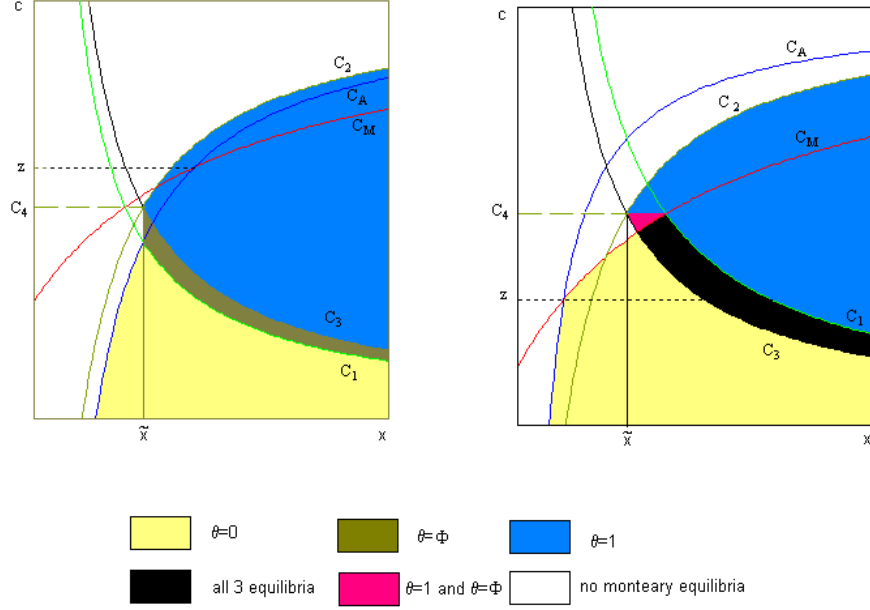 c
C2
CA
CM
z
C4
C3
C1
x̃
x
c
CA
C2
CM
C4
z
C1
C3
x̃
x
θ=0
θ=Φ
θ=1
all 3 equilibria
θ=1 and θ=Φ
no monteary equilibria